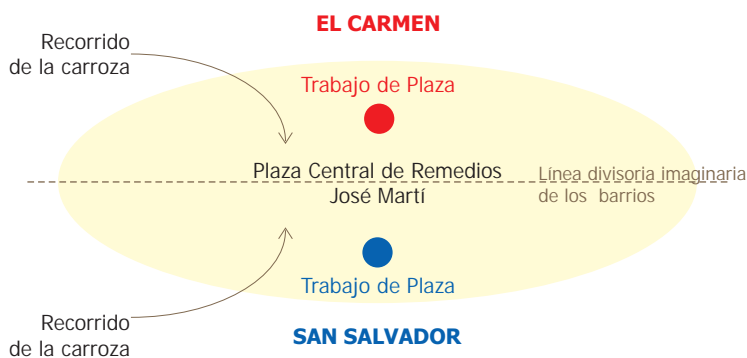 EL CARMEN
Recorrido
de la carroza
Trabajo de Plaza
Plaza Central de Remedios
José Martí
Línea divisoria imaginaria
de los barrios
Trabajo de Plaza
Recorrido
de la carroza
SAN SALVADOR